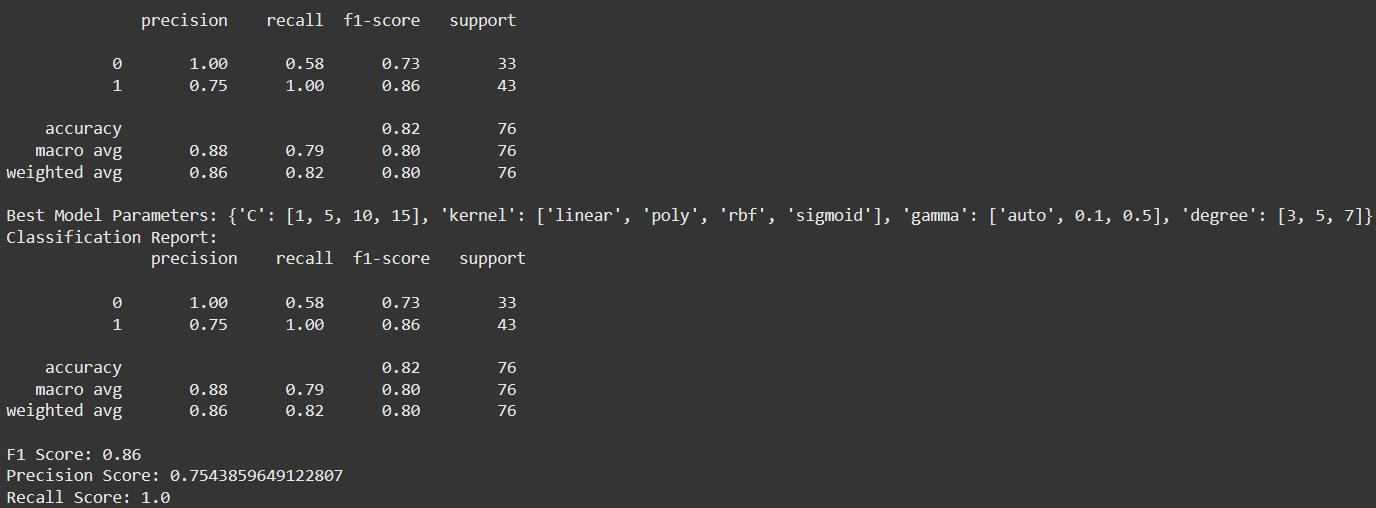 precision recall f1-score support
0 1.00 0.58 0.73 33
1 0.75 1.00 0.86 43
accuracy 0.82 76
macro avg 0.88 0.79 0.80 76
weighted avg 0.86 0.82 0.80 76
Best Model Parameters: {'C': [1, 5, 10, 15], 'kernel': ['linear', 'poly', 'rbf', 'sigmoid'], 'gamma': ['auto', 0.1, 0.5], 'degree': [3, 5, 7]}
Classification Report:
precision recall f1-score support
0 1.00 0.58 0.73 33
1 0.75 1.00 0.86 43
accuracy 0.82 76
macro avg 0.88 0.79 0.80 76
weighted avg 0.86 0.82 0.80 76
F1 Score: 0.86
Precision Score: 0.7543859649122807
Recall Score: 1.0